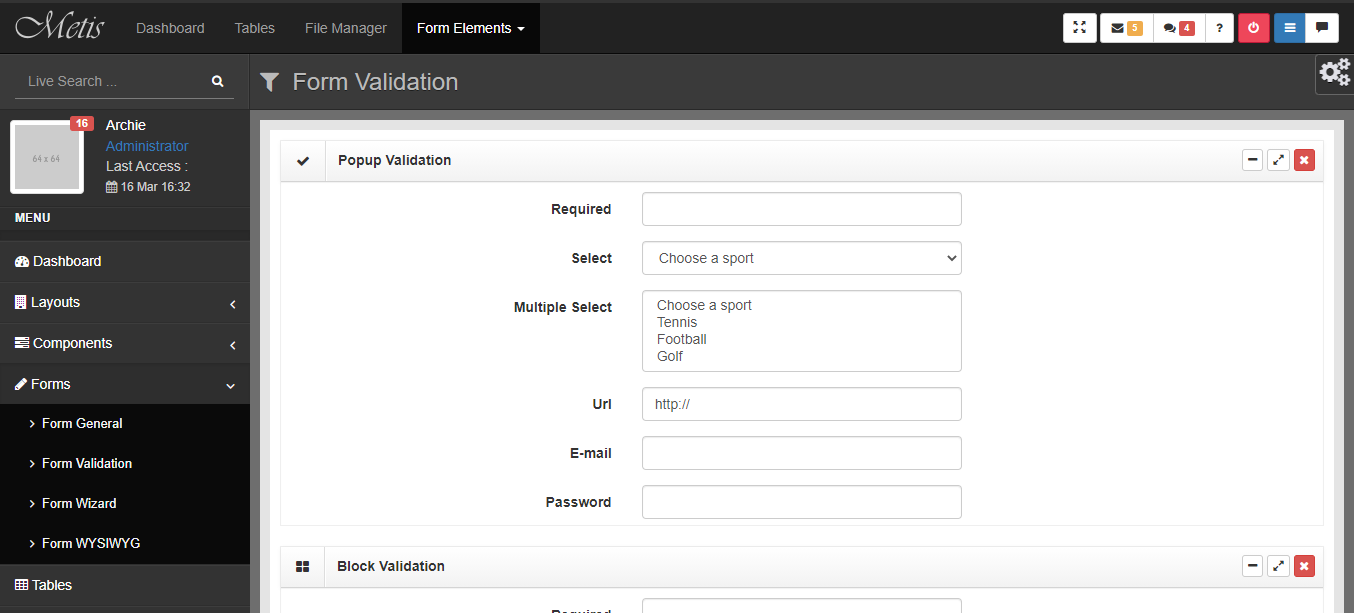 Metis Dashboard Tables File Manager Form Elements 5 4 ?
Live Search ...
Form Validation
16
64 x 64
Archie
Administrator
Last Access :
16 Mar 16:32
MENU
Dashboard
Layouts
Components
Forms
Form General
Form Validation
Form Wizard
Form WYSIWYG
Tables
Popup Validation
Required
Select Choose a sport
Multiple Select Choose a sport
Tennis
Football
Golf
Url http://
E-mail
Password
Block Validation
Required